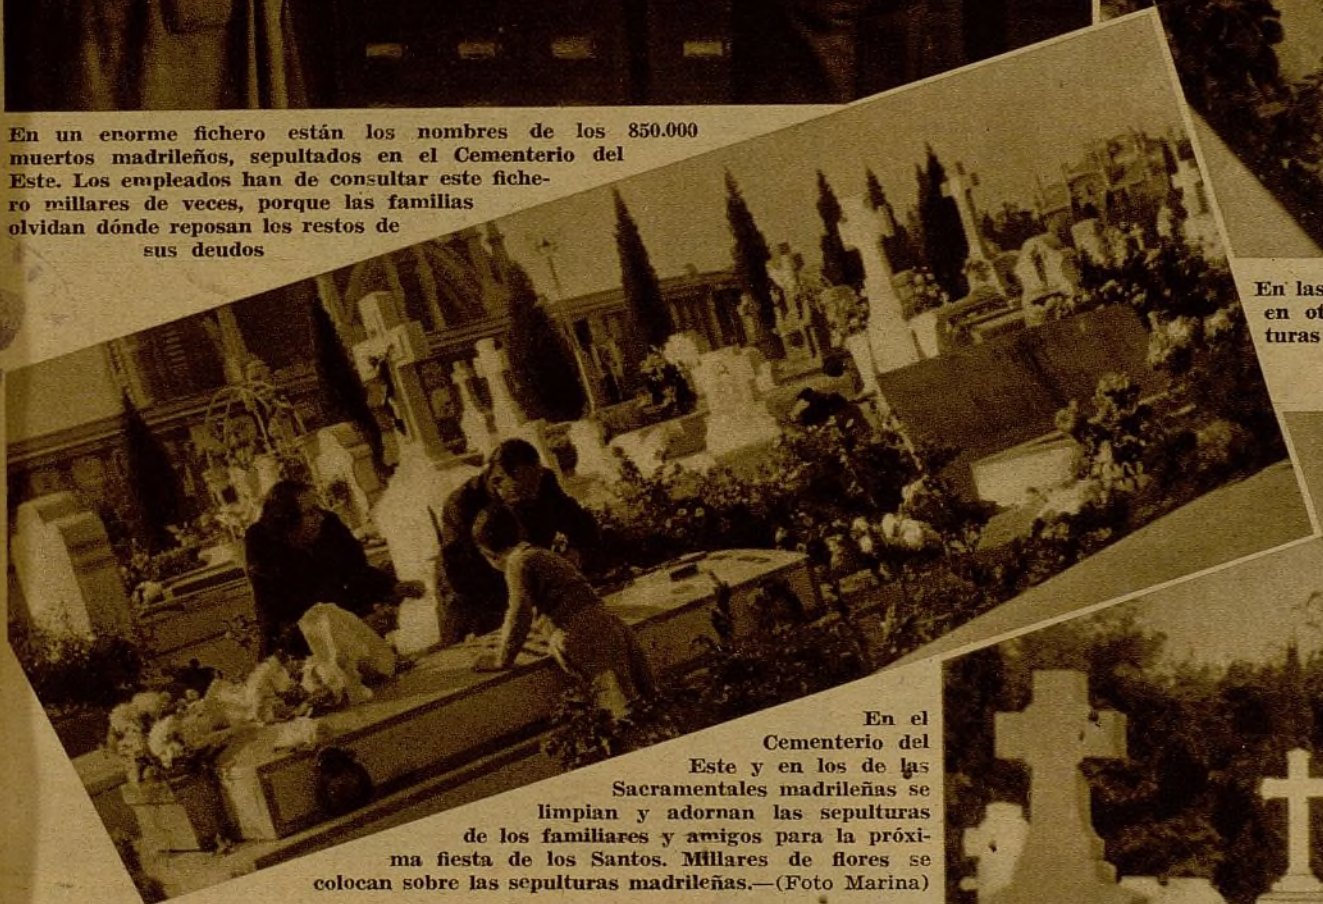 En un enorme fichero están los nombres de los 850.000
muertos madrileños, sepultados en el Cementerio del
Este. Los empleados han de consultar este fiche-
ro millares de veces, porque las familias
olvidan dónde reposan los restos de
sus deudos
En las
en ot
turas
En el
Cementerio del
Este y en los de las
Sacramentales madrileñas se
limpian y adornan las sepulturas
de los familiares y amigos para la próxi-
ma fiesta de los Santos. Millares de flores se
colocan sobre las sepulturas madrileñas.—(Foto Marina)